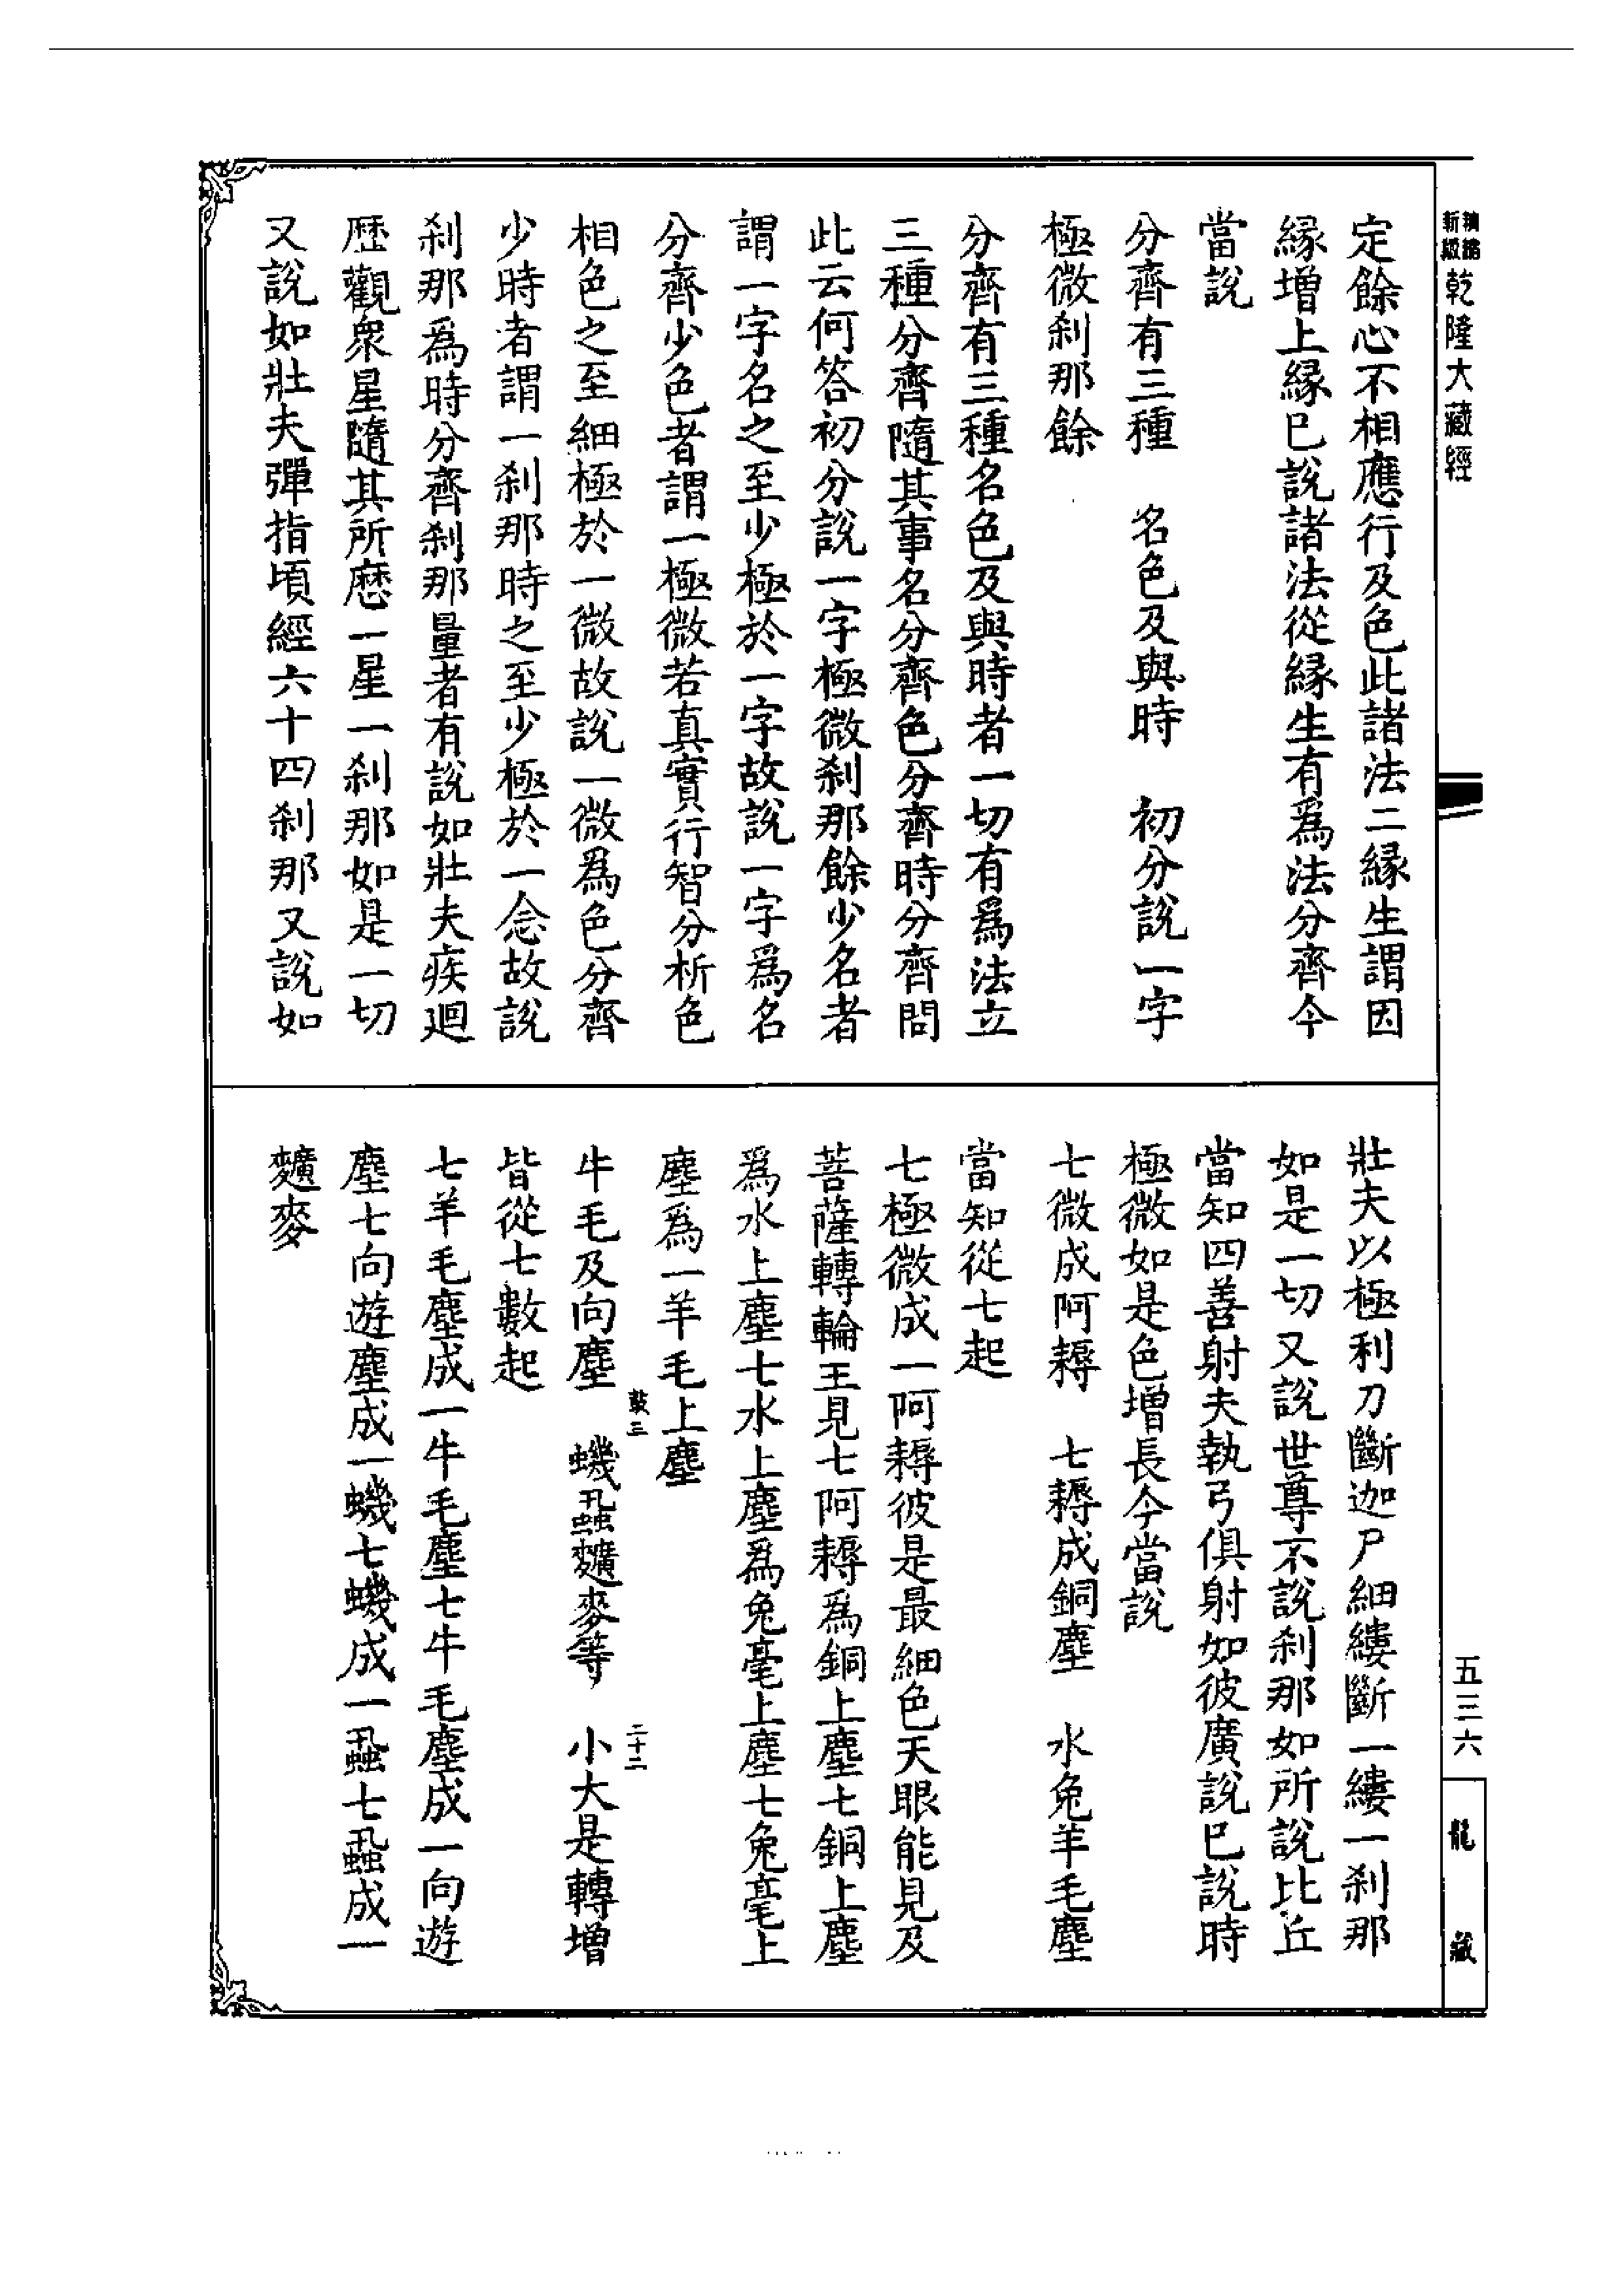 精縮新版乾隆大藏經
定餘心不相應行及色此諸法二緣生謂因
緣增上緣已說諸法從緣生有為法分齊今
當說
分齊有三種　名色及與時　初分說一字
極微剎那餘
分齊有三種名色及與時者一切有為法立
三種分齊隨其事名分齊色分齊時分齊問
此云何答初分說一字極微剎那餘少名者
謂一字名之至少極於一字故說一字為名
分齊少色者謂一極微若真實行智分析色
相色之至細極於一微故說一微為色分齊
少時者謂一剎那時之至少極於一念故說
剎那為時分齊剎那量者有說如壯夫疾迴
歷觀眾星隨其所歷一星一剎那如是一切
又說如壯夫彈指頃經六十四剎那又說如
壯夫以極利刀斷迦尸細縷斷一縷一剎那
如是一切又說世尊不說剎那如所說比丘
當知四善射夫執弓俱射如彼廣說已說時
極微如是色增長今當說
七微成阿耨　七耨成銅塵　水兔羊毛塵
當知從七起
七極微成一阿耨彼是最細色天眼能見及
菩薩轉輪王見七阿耨為銅上塵七銅上塵
為水上塵七水上塵為兔毫上塵七兔毫上
塵為一羊毛上塵
鼓三　二十二
牛毛及向塵　蟣蝨麵麥等　小大是轉增
皆從七數起
七羊毛塵成一牛毛塵七牛毛塵成一向遊
塵七向遊塵成一蟣七蟣成一蝨七蝨成一
𪍿麥
五三六
龍藏